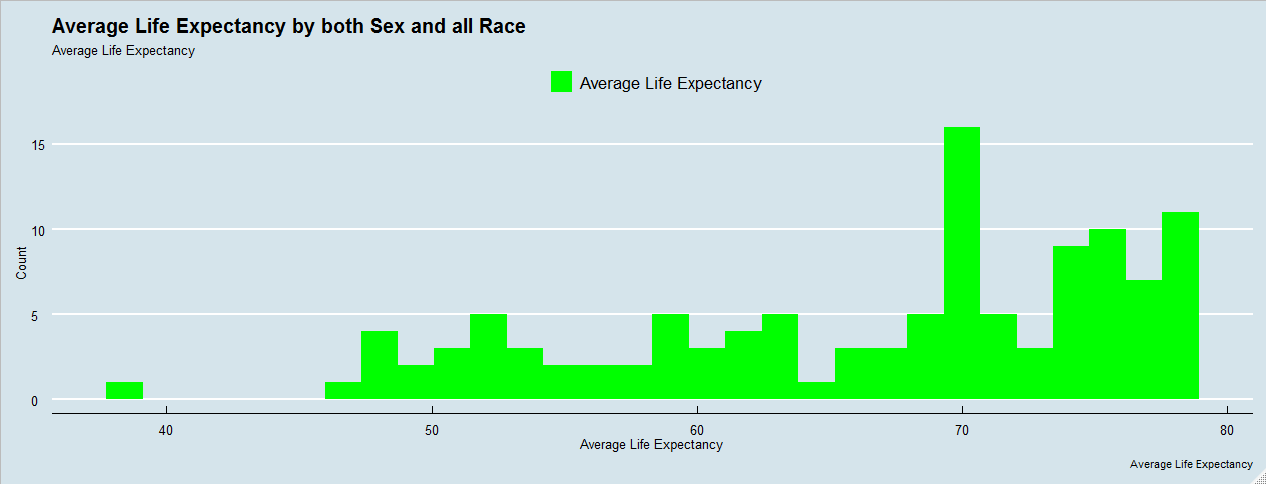 Average Life Expectancy by both Sex and all Race
Average Life Expectancy
Average Life Expectancy
15
10
5
0
Count
40 50 60 70 80
Average Life Expectancy
Average Life Expectancy